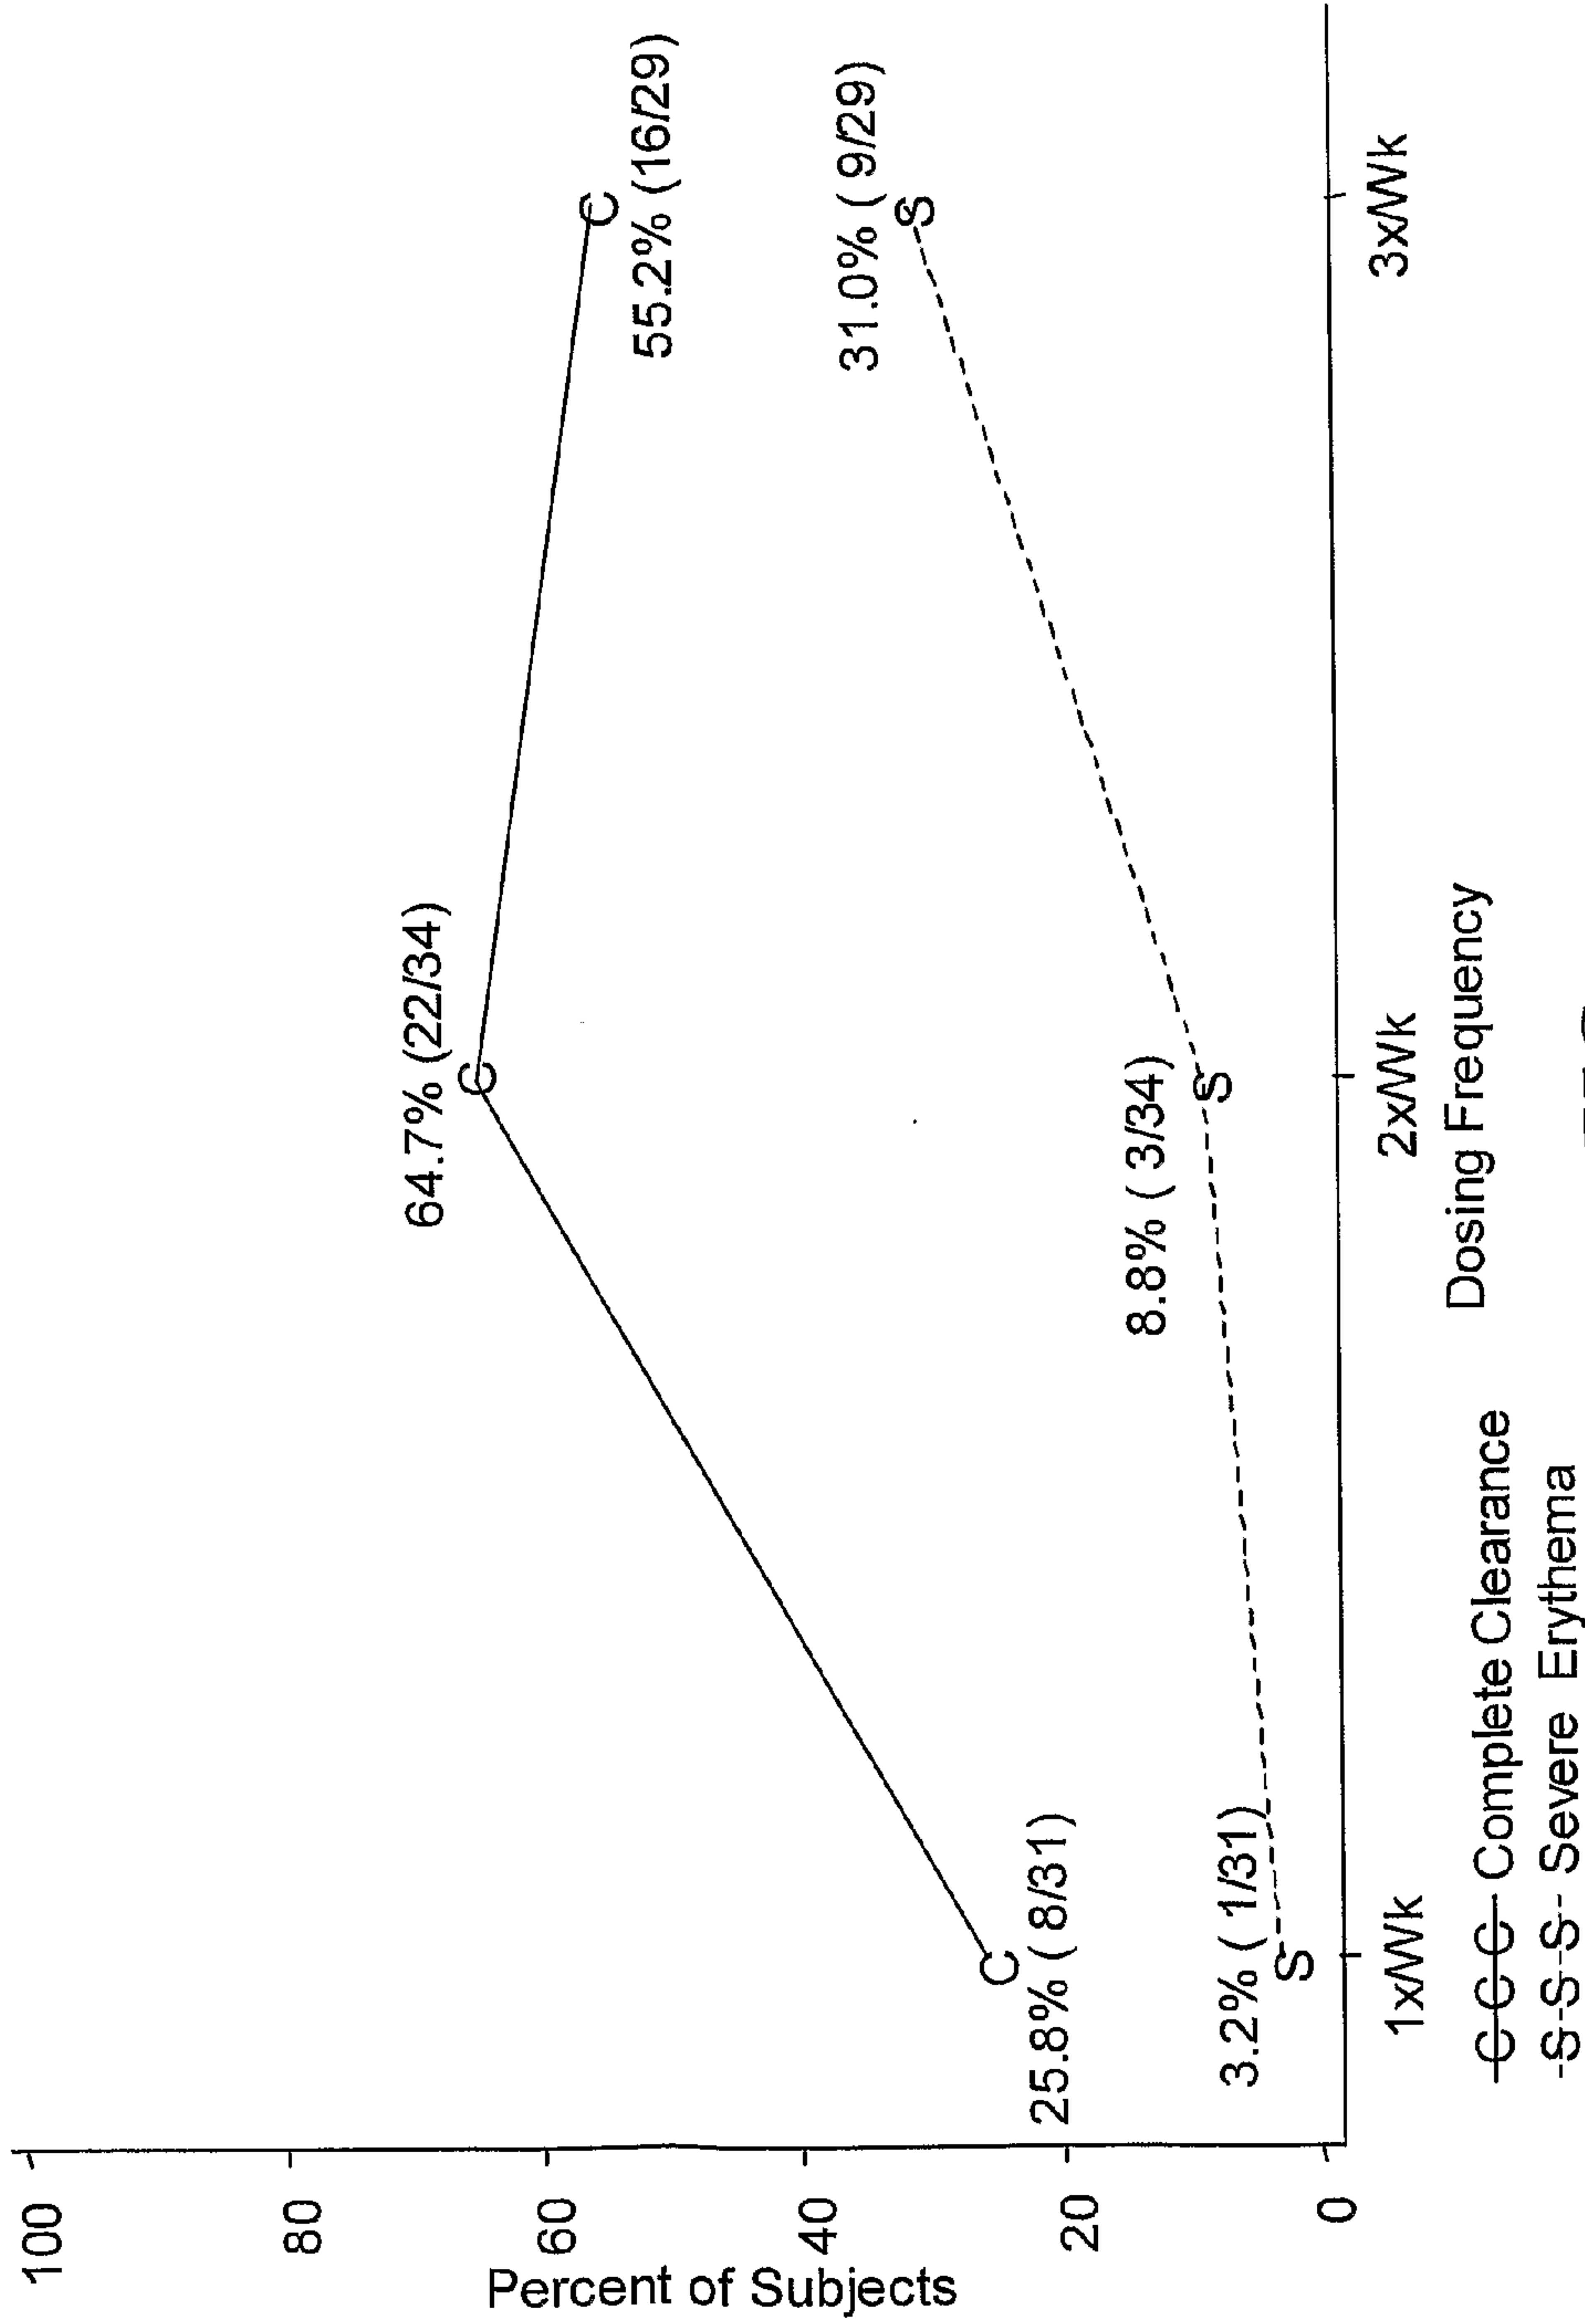 100
80
60
40
20
0
Percent of Subjects
64.7% (22/34)
C
C
55.2% (16/29)
C
25.8% ( 8/31)
31.0% ( 9/29)
S
8.8% ( 3/34)
S
3.2% ( 1/31)
S
1x/Wk
2x/Wk
3x/Wk
Dosing Frequency
C C C Complete Clearance
S-S-S- Severe Erythema